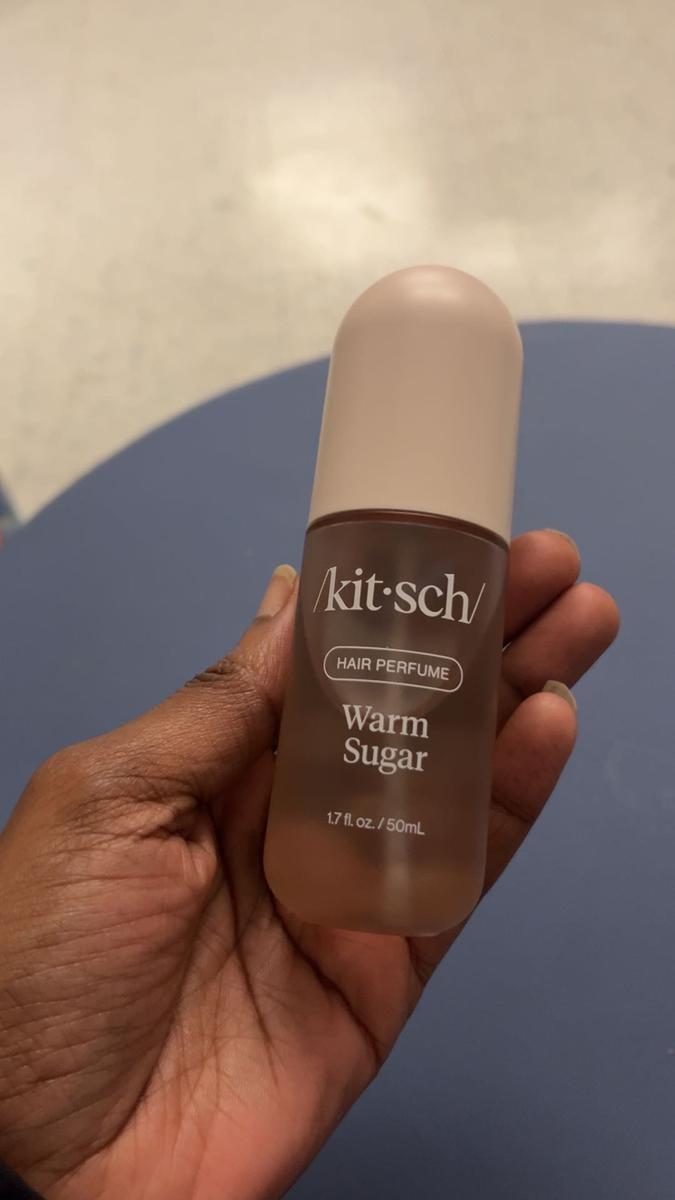 /kit·sch/
HAIR PERFUME
Warm
Sugar
1.7 fl. oz. / 50mL